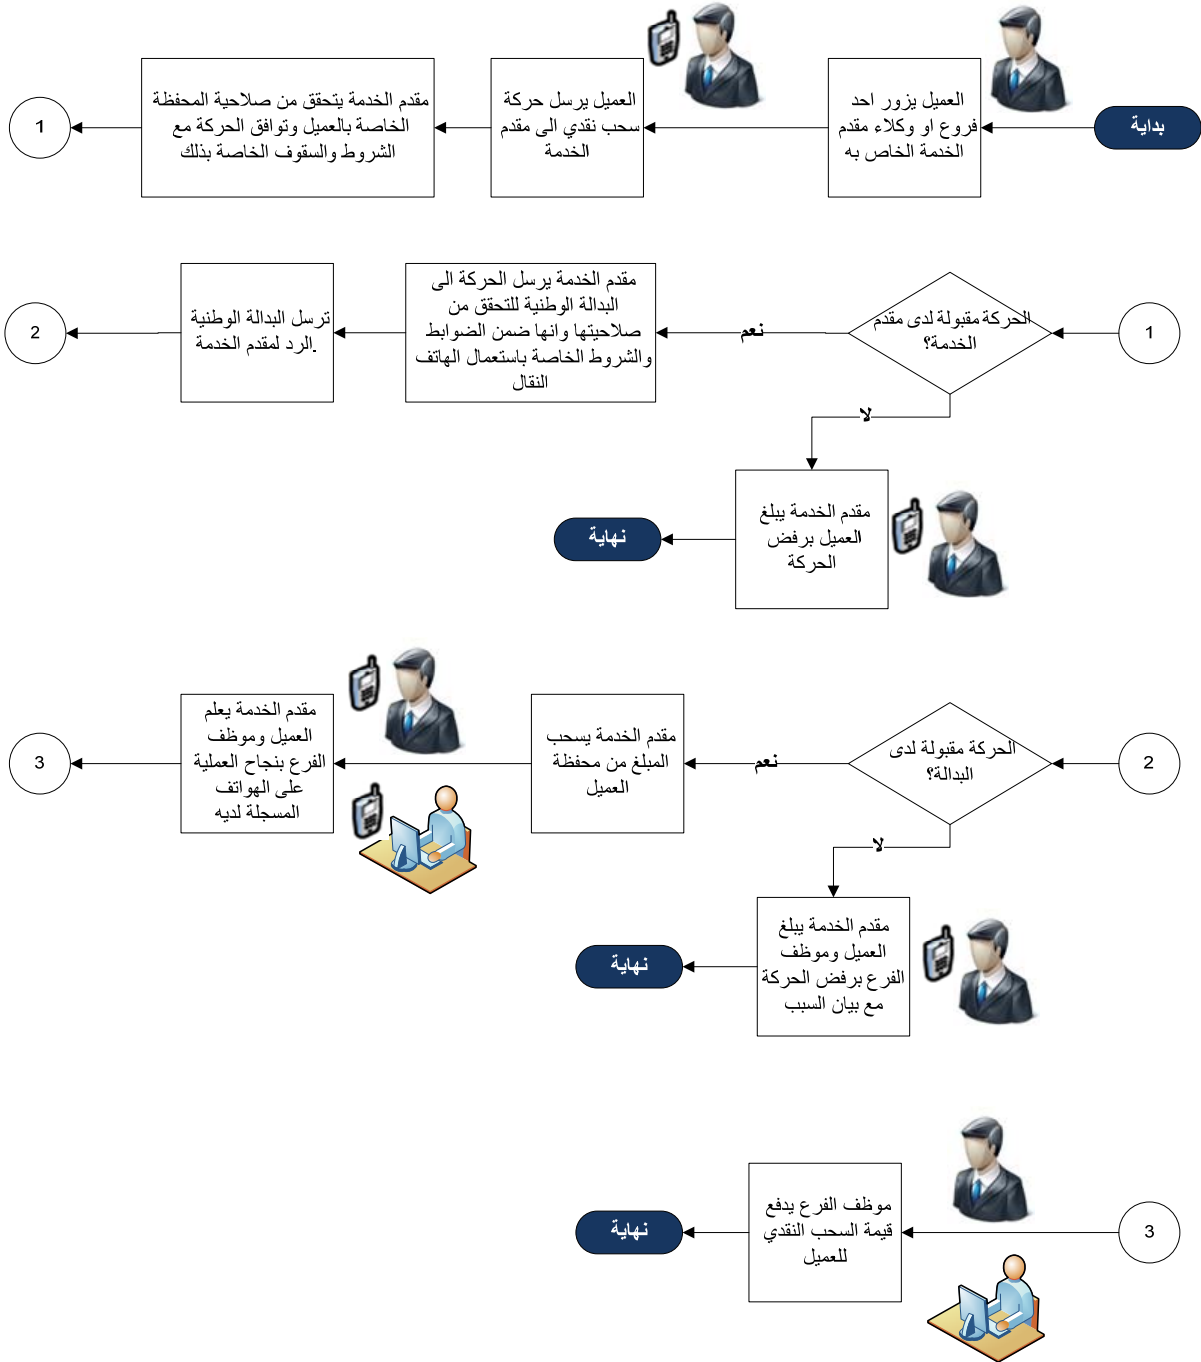 بداية
العميل يزور احد
فروع او وكلاء مقدم
الخدمة الخاص به
العميل يرسل حركة
سحب نقدي الى مقدم
الخدمة
مقدم الخدمة يتحقق من صلاحية المحفظة
الخاصة بالعميل وتوافق الحركة مع
الشروط والسقوف الخاصة بذلك
1
1
الحركة مقبولة لدى مقدم
الخدمة؟
نعم
مقدم الخدمة يرسل الحركة الى
البدالة الوطنية للتحقق من
صلاحيتها وانها ضمن الضوابط
والشروط الخاصة باستعمال الهاتف
النقال
ترسل البدالة الوطنية
الرد لمقدم الخدمة.
2
لا
مقدم الخدمة يبلغ
العميل برفض
الحركة
نهاية
2
الحركة مقبولة لدى
البدالة؟
نعم
مقدم الخدمة يسحب
المبلغ من محفظة
العميل
مقدم الخدمة يعلم
العميل وموظف
الفرع بنجاح العملية
على الهواتف
المسجلة لديه
3
لا
مقدم الخدمة يبلغ
العميل وموظف
الفرع برفض الحركة
مع بيان السبب
نهاية
3
موظف الفرع يدفع
قيمة السحب النقدي
للعميل
نهاية